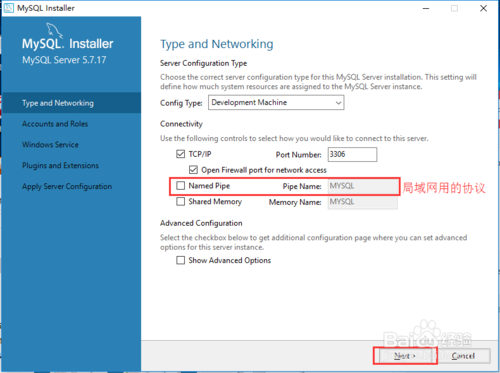 MySQL Installer
MySQL. Installer
MySQL Server 5.7.17
Type and Networking
Accounts and Roles
Windows Service
Plugins and Extensions
Apply Server Configuration
Type and Networking
Server Configuration Type
Choose the correct server configuration type for this MySQL Server installation. This setting will
define how much system resources are assigned to the MySQL Server instance.
Config Type: Development Machine
Connectivity
Use the following controls to select how you would like to connect to this server.
TCP/IP Port Number: 3306
Open Firewall port for network access
Named Pipe Pipe Name: MYSQL 局域网用的协议
Shared Memory Memory Name: MYSQL
Advanced Configuration
Select the checkbox below to get additional configuration page where you can set advanced
options for this server instance.
Show Advanced Options
Baidu 经验
Next > Cancel